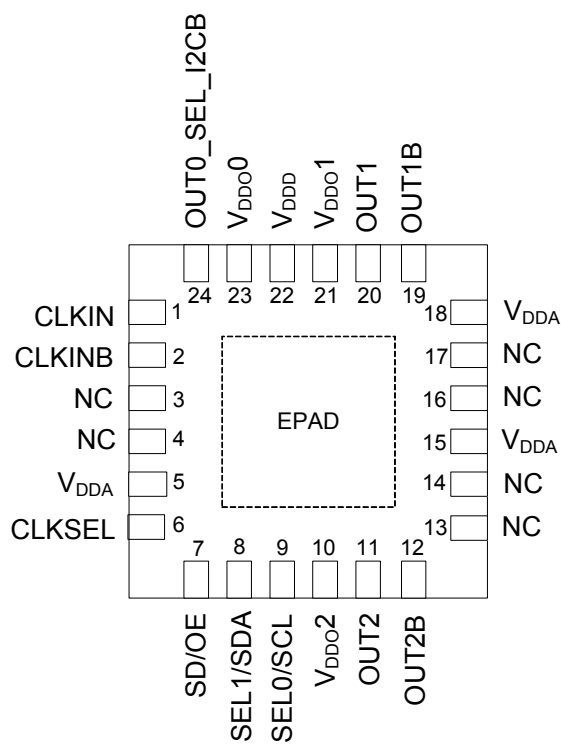 OUT0_SEL_I2CB
VDDO0
VDDD
VDDO1
OUT1
OUT1B
24
23
22
21
20
19
CLKIN 1
CLKINB 2
NC 3
NC 4
VDDA 5
CLKSEL 6
EPAD
18 VDDA
17 NC
16 NC
15 VDDA
14 NC
13 NC
7
8
9
10
11
12
SD/OE
SEL1/SDA
SEL0/SCL
VDDO2
OUT2
OUT2B